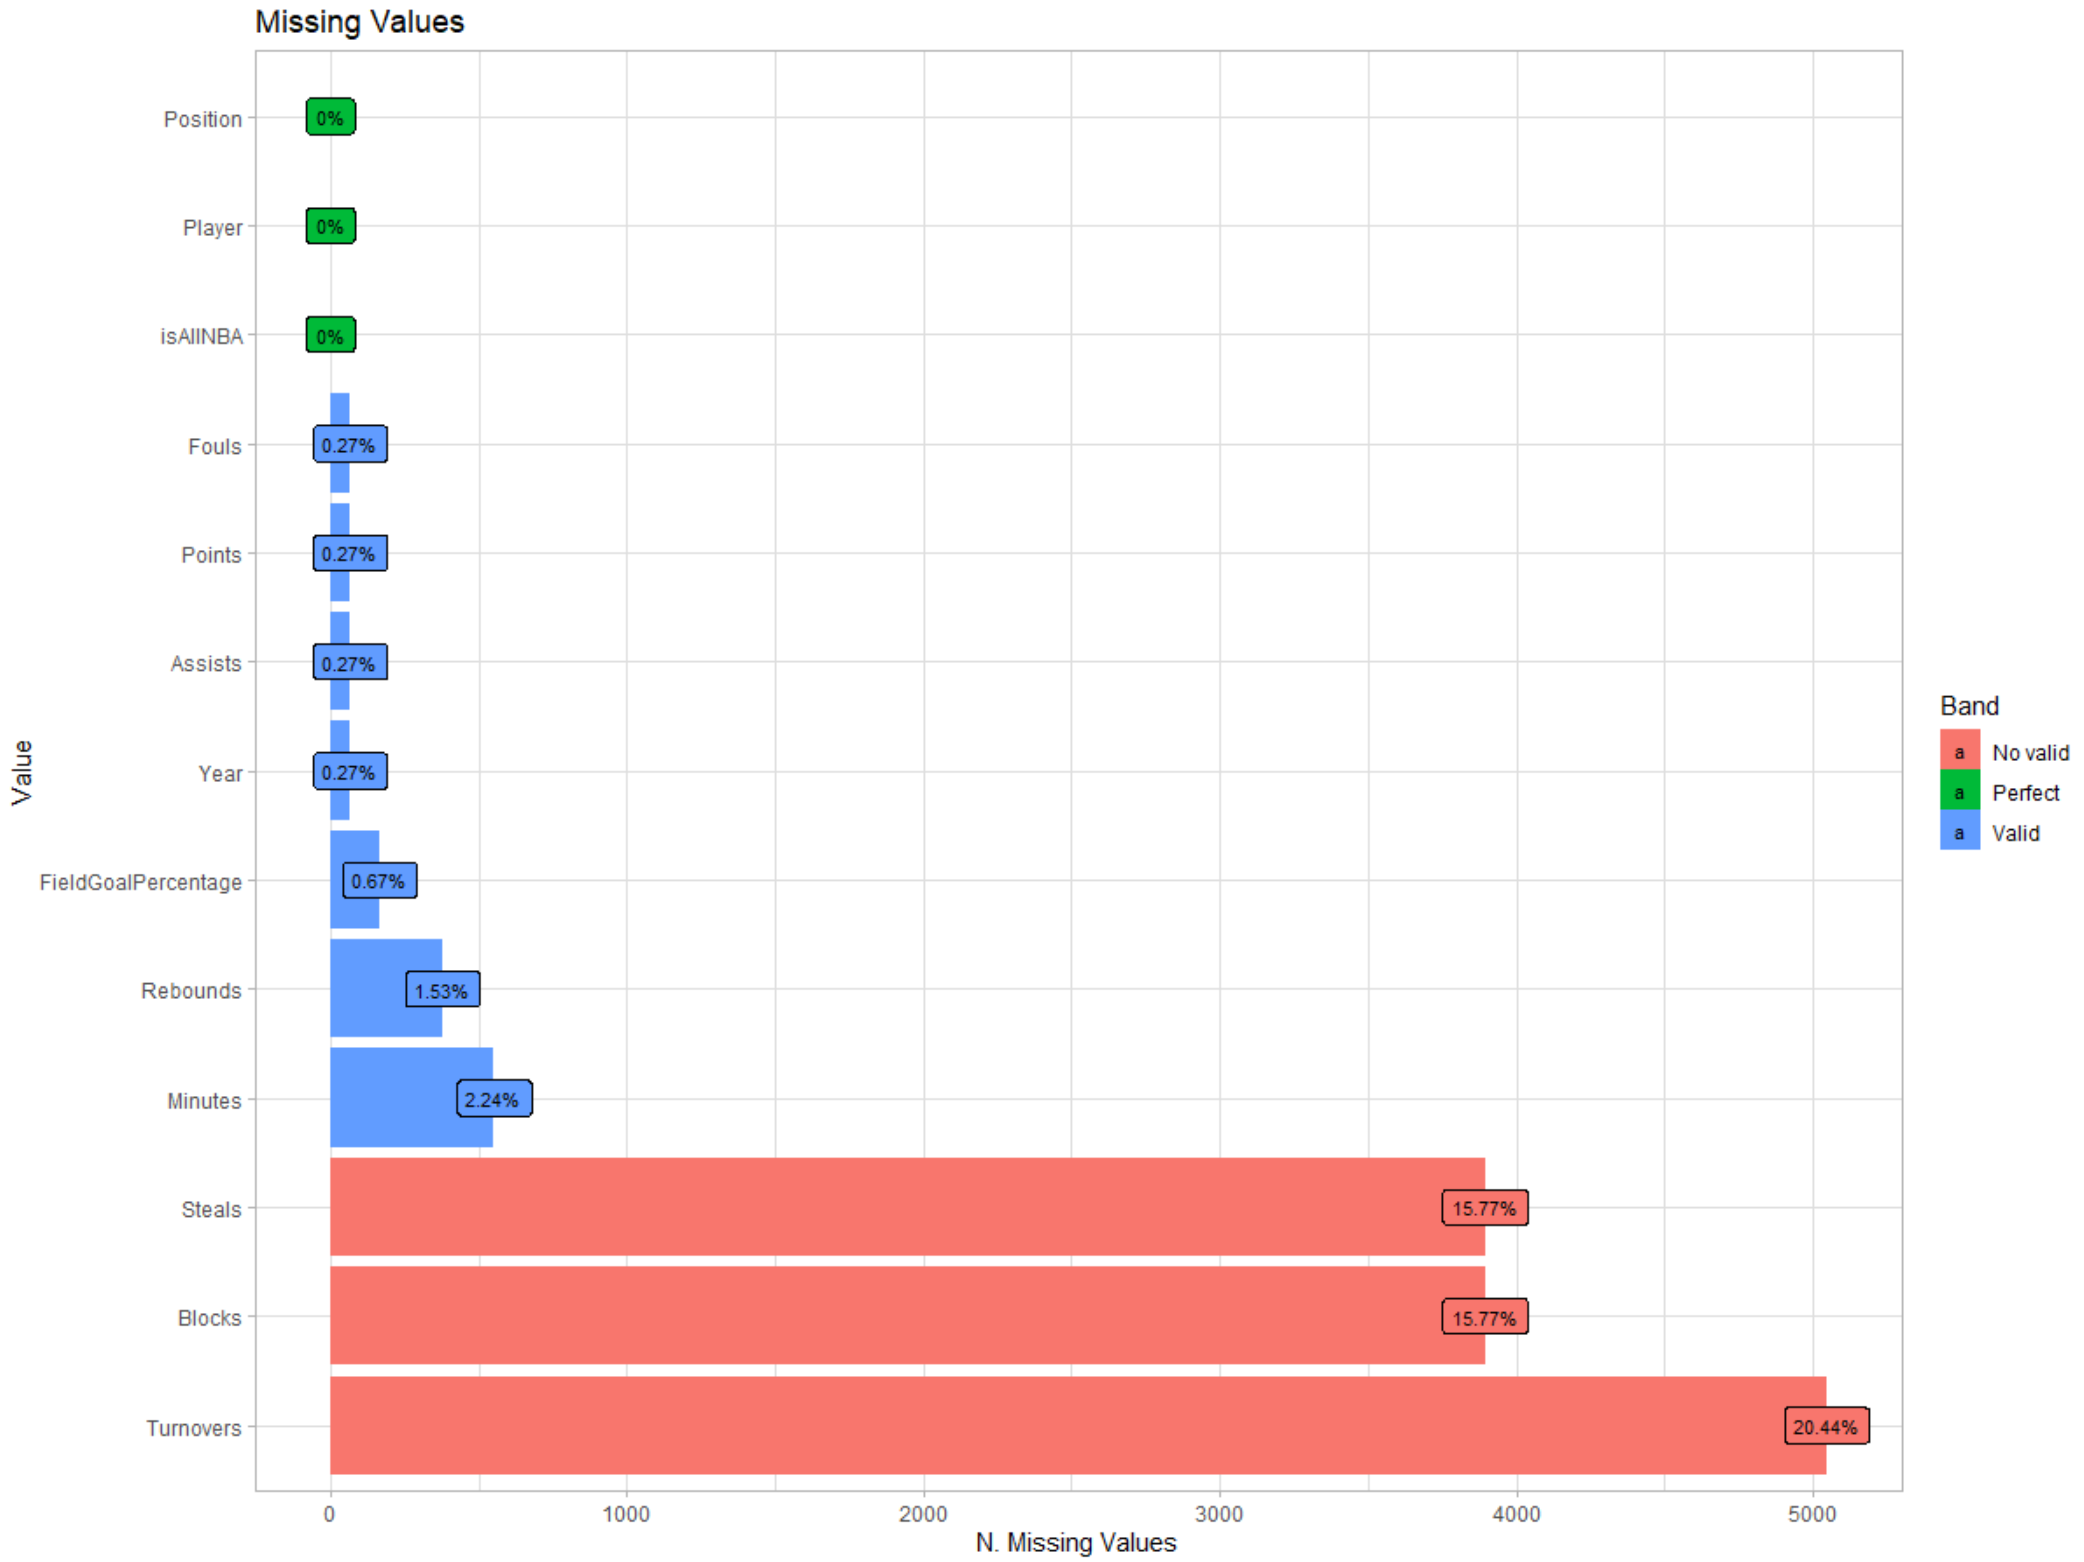 Missing Values
Position 0%
Player 0%
isAllNBA 0%
Fouls 0.27%
Points 0.27%
Assists 0.27%
Year 0.27%
FieldGoalPercentage 0.67%
Rebounds 1.53%
Minutes 2.24%
Steals 15.77%
Blocks 15.77%
Turnovers 20.44%
0 1000 2000 3000 4000 5000
N. Missing Values
Value
Band
a No valid
a Perfect
a Valid